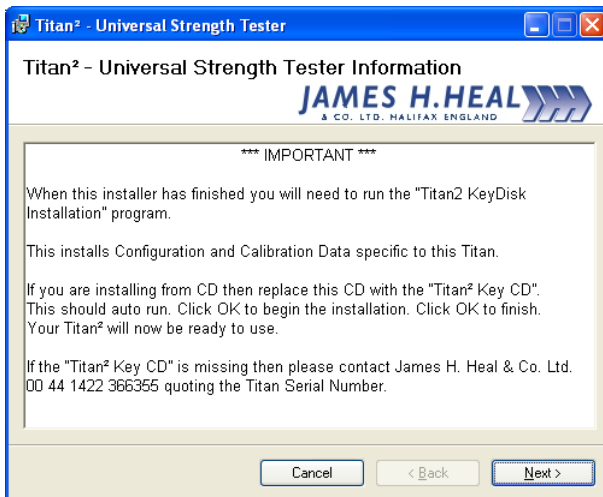 Titan² - Universal Strength Tester
Titan² - Universal Strength Tester Information
JAMES H.HEAL
& CO. LTD. HALIFAX ENGLAND
*** IMPORTANT ***
When this installer has finished you will need to run the "Titan2 KeyDisk
Installation" program.
This installs Configuration and Calibration Data specific to this Titan.
If you are installing from CD then replace this CD with the "Titan² Key CD".
This should auto run. Click OK to begin the installation. Click OK to finish.
Your Titan² will now be ready to use.
If the "Titan² Key CD" is missing then please contact James H. Heal & Co. Ltd.
00 44 1422 366355 quoting the Titan Serial Number.
Cancel < Back Next >